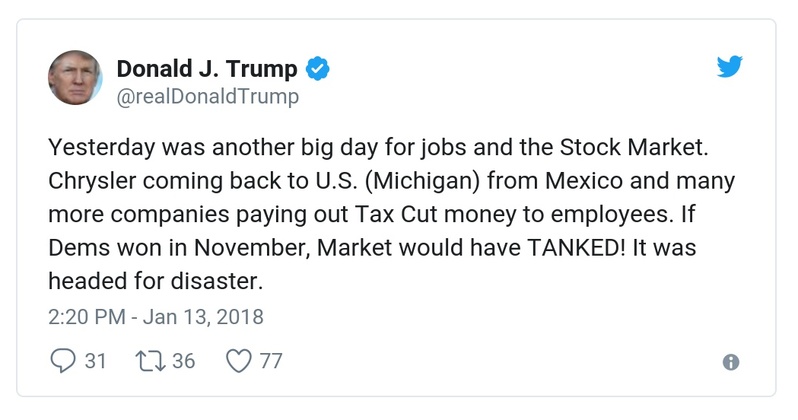 Donald J. Trump
@realDonaldTrump
Yesterday was another big day for jobs and the Stock Market.
Chrysler coming back to U.S. (Michigan) from Mexico and many
more companies paying out Tax Cut money to employees. If
Dems won in November, Market would have TANKED! It was
headed for disaster.
2:20 PM - Jan 13, 2018
31 36 77